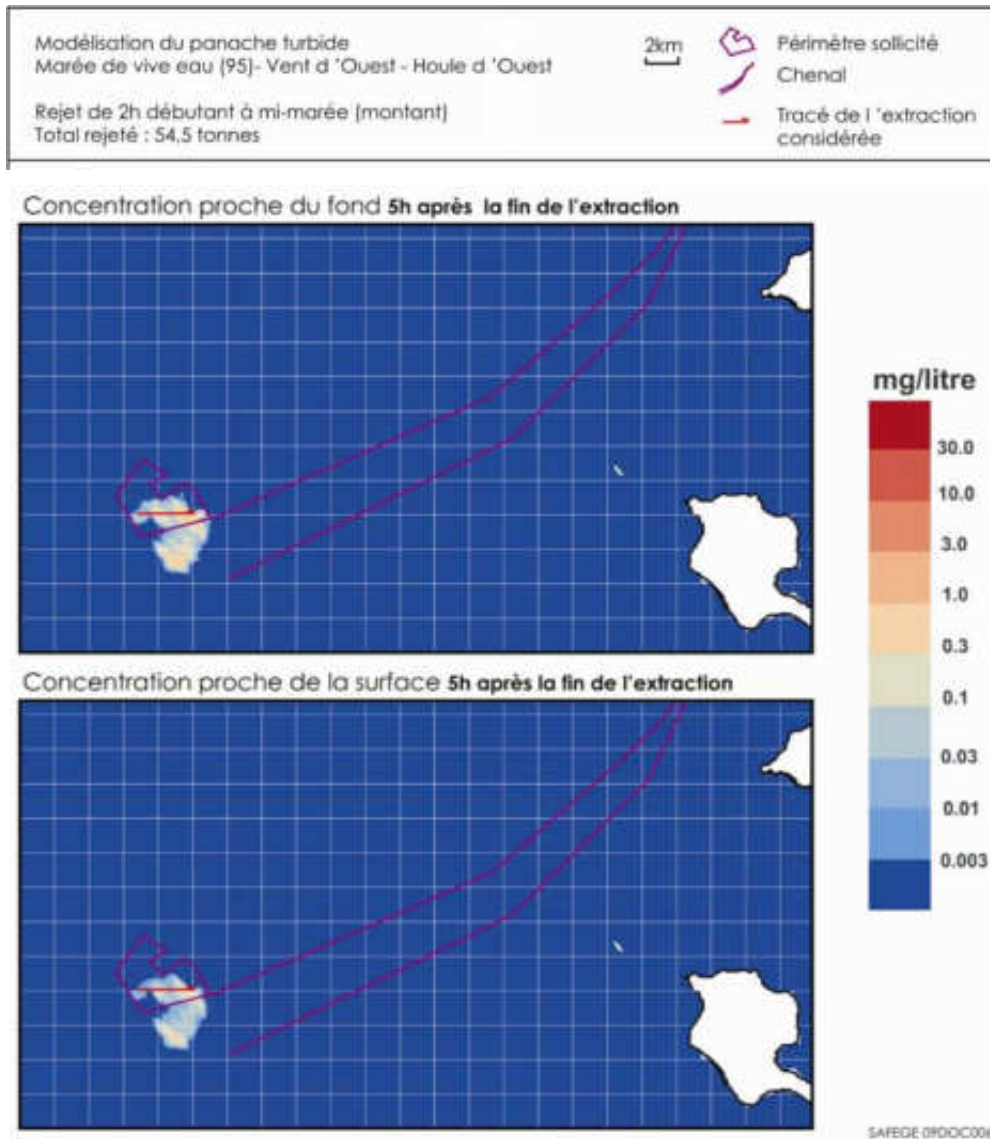 Modélisation du panache turbide
Marée de vive eau (95)- Vent d 'Ouest - Houle d 'Ouest
Rejet de 2h débutant à mi-marée (montant)
Total rejeté : 54,5 tonnes
2km
Périmètre sollicité
Chenal
Tracé de l 'extraction
considérée
Concentration proche du fond 5h après la fin de l'extraction
mg/litre
30.0
10.0
3.0
1.0
0.3
0.1
0.03
0.01
0.003
Concentration proche de la surface 5h après la fin de l'extraction